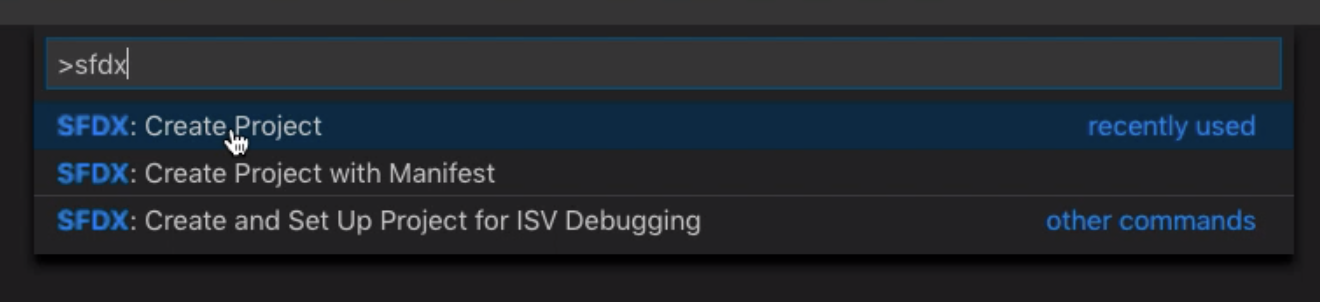 >sfdx
SFDX: Create Project recently used
SFDX: Create Project with Manifest
SFDX: Create and Set Up Project for ISV Debugging other commands